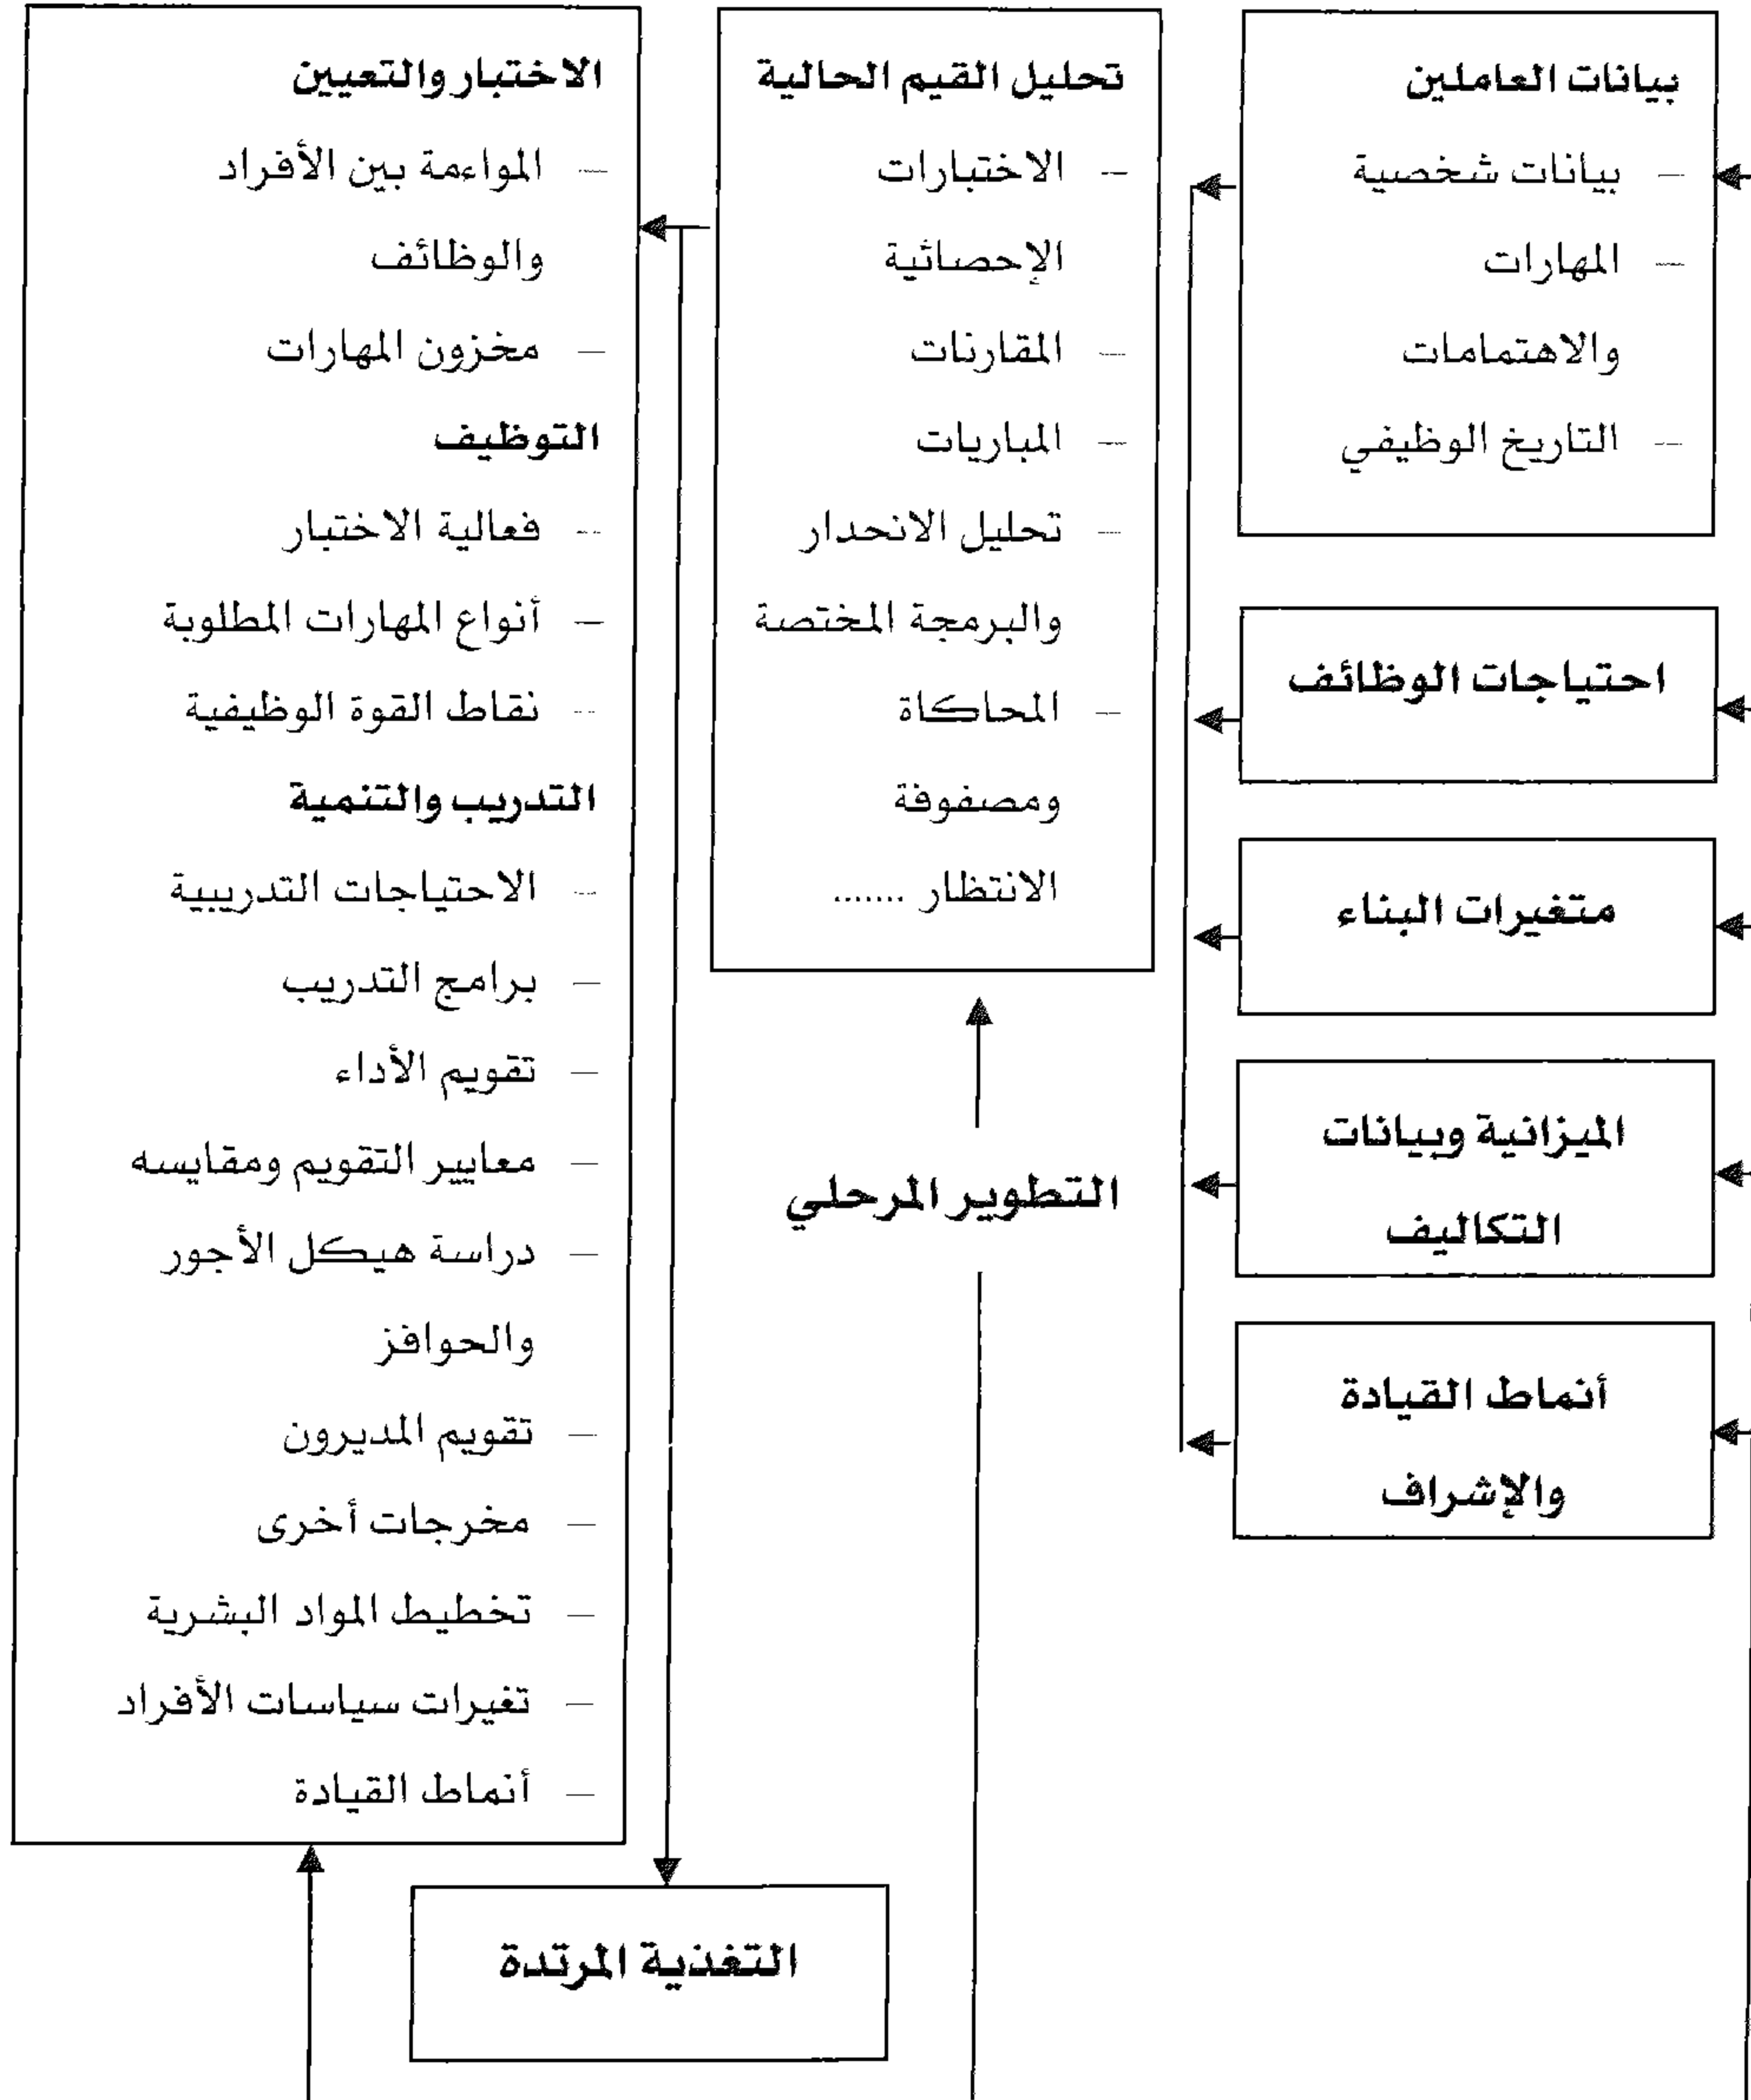 بيانات العاملين
– بيانات شخصية
– المهارات
والاهتمامات
– التاريخ الوظيفي
احتياجات الوظائف
متغيرات البناء
الميزانية وبيانات
التكاليف
أنماط القيادة
والإشراف
تحليل القيم الحالية
– الاختبارات
الإحصائية
– المقارنات
– المباريات
– تحليل الانحدار
والبرمجة المختصة
– المحاكاة
ومصفوفة
الانتظار .......
التطوير المرحلي
الاختبار والتعيين
– المواءمة بين الأفراد
والوظائف
– مخزون المهارات
التوظيف
– فعالية الاختبار
– أنواع المهارات المطلوبة
– نقاط القوة الوظيفية
التدريب والتنمية
– الاحتياجات التدريبية
– برامج التدريب
– تقويم الأداء
– معايير التقويم ومقايسه
– دراسة هيكل الأجور
والحوافز
– تقويم المديرون
– مخرجات أخرى
– تخطيط المواد البشرية
– تغيرات سياسات الأفراد
– أنماط القيادة
التغذية المرتدة